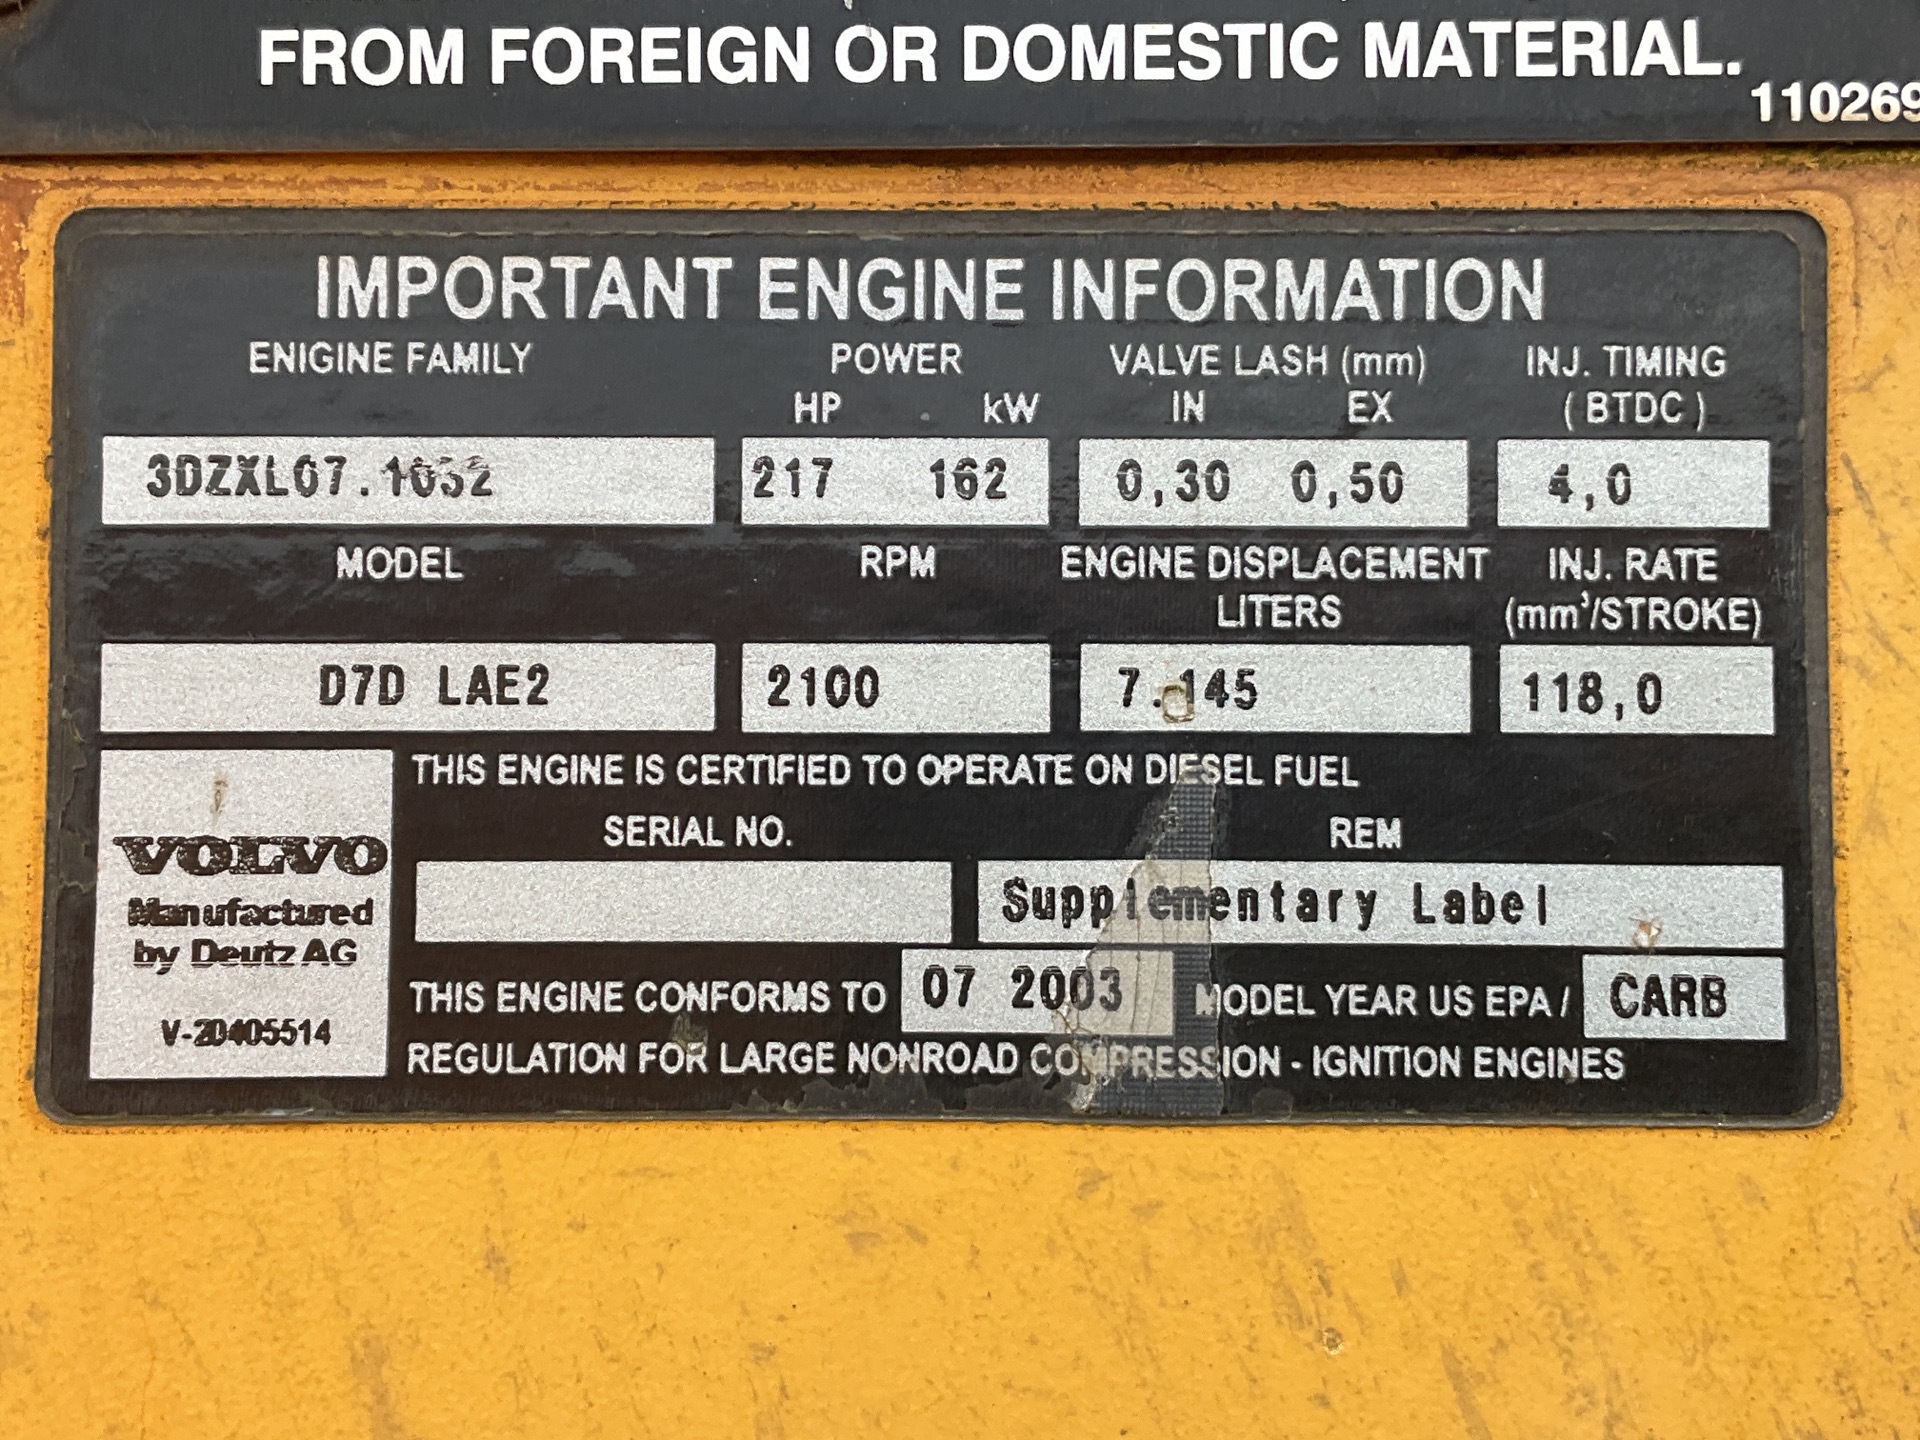 FROM FOREIGN OR DOMESTIC MATERIAL.
110269
IMPORTANT ENGINE INFORMATION
ENIGINE FAMILY POWER VALVE LASH (mm) INJ. TIMING
HP kW IN EX ( BTDC )
217 162 0,30 0,50 4,0
MODEL RPM ENGINE DISPLACEMENT INJ. RATE
LITERS (mm³/STROKE)
D7D LAE2 2100 7.145 118,0
THIS ENGINE IS CERTIFIED TO OPERATE ON DIESEL FUEL
SERIAL NO. REM
VOLVO
Manufactured
by Deutz AG
V-20405514
Supplementary Label
THIS ENGINE CONFORMS TO 07 2003 MODEL YEAR US EPA / CARB
REGULATION FOR LARGE NONROAD COMPRESSION - IGNITION ENGINES